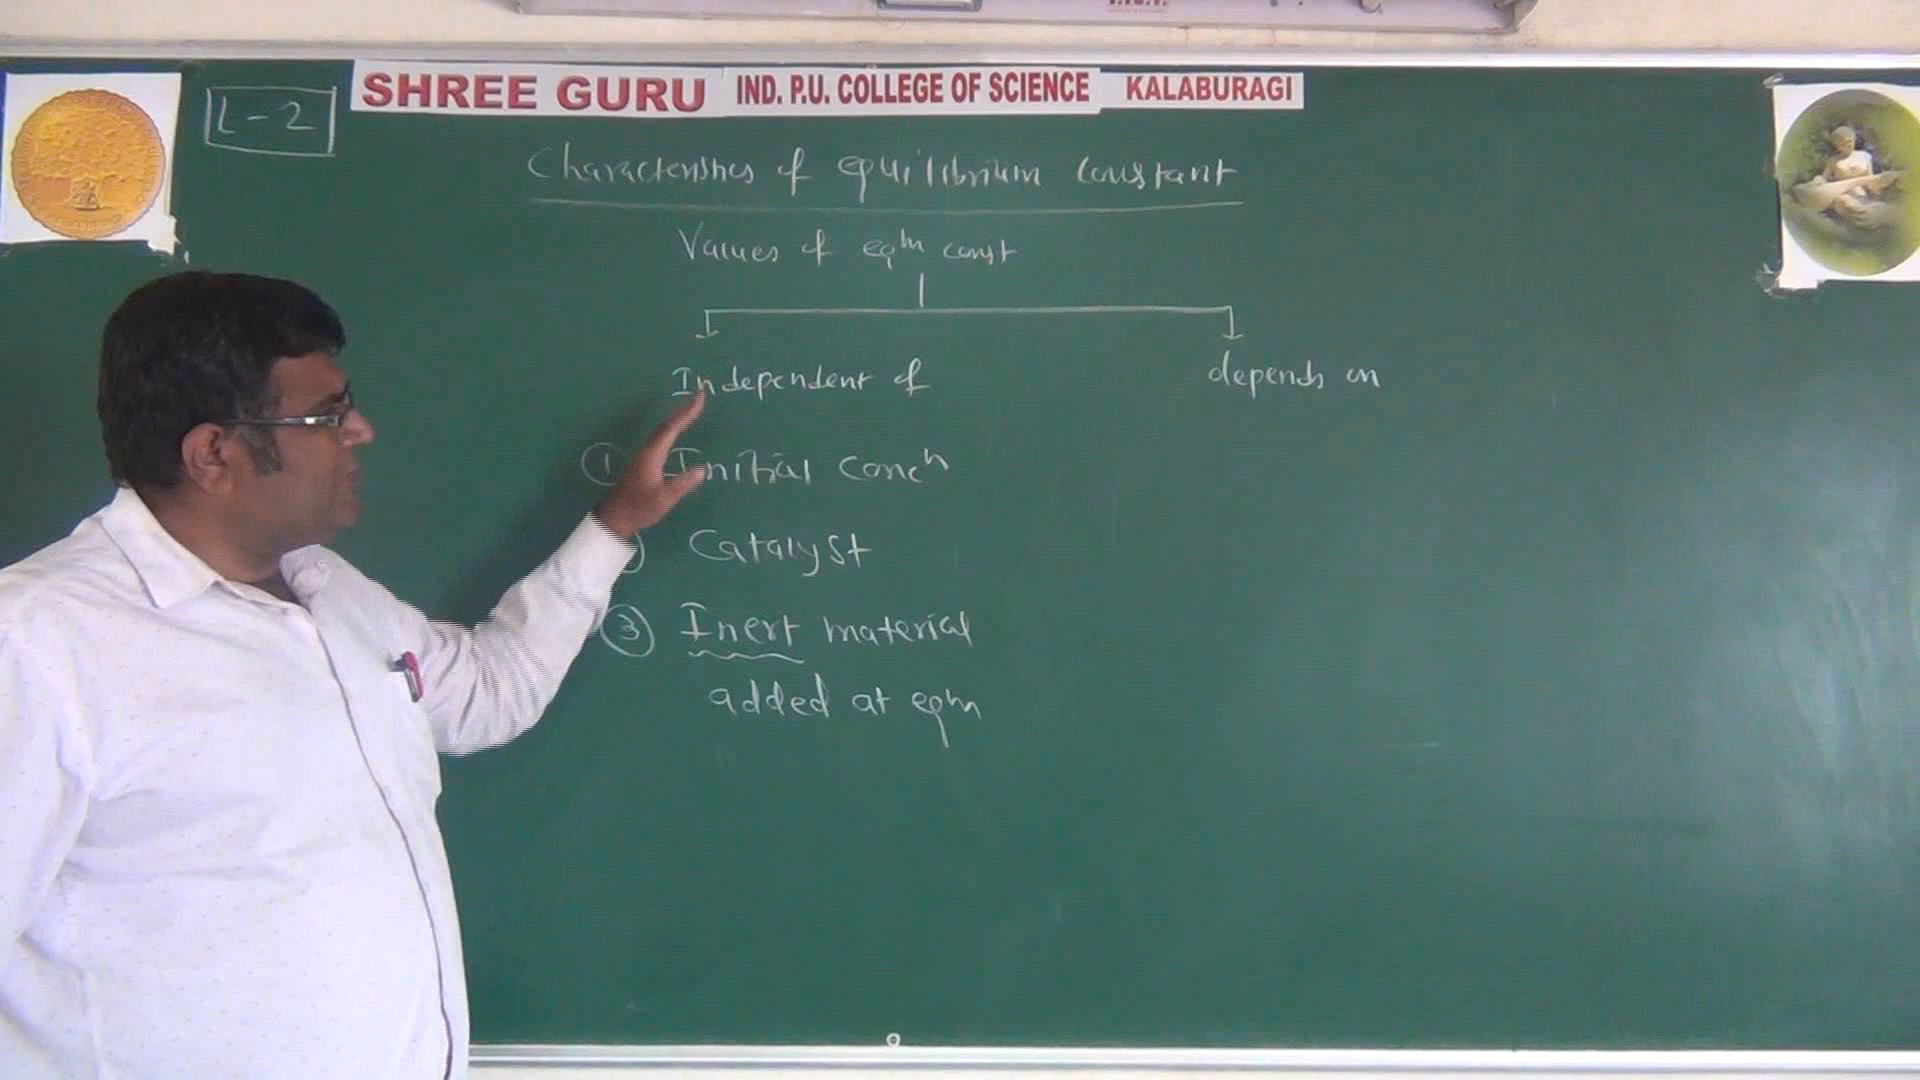 SHREE GURU IND. P.U. COLLEGE OF SCIENCE KALABURAGI
L-2
Characteristics of equilibrium constant
Values of eqm const
Independent of
depends on
① Initial concn
Catalyst
③ Inert material
added at eqm